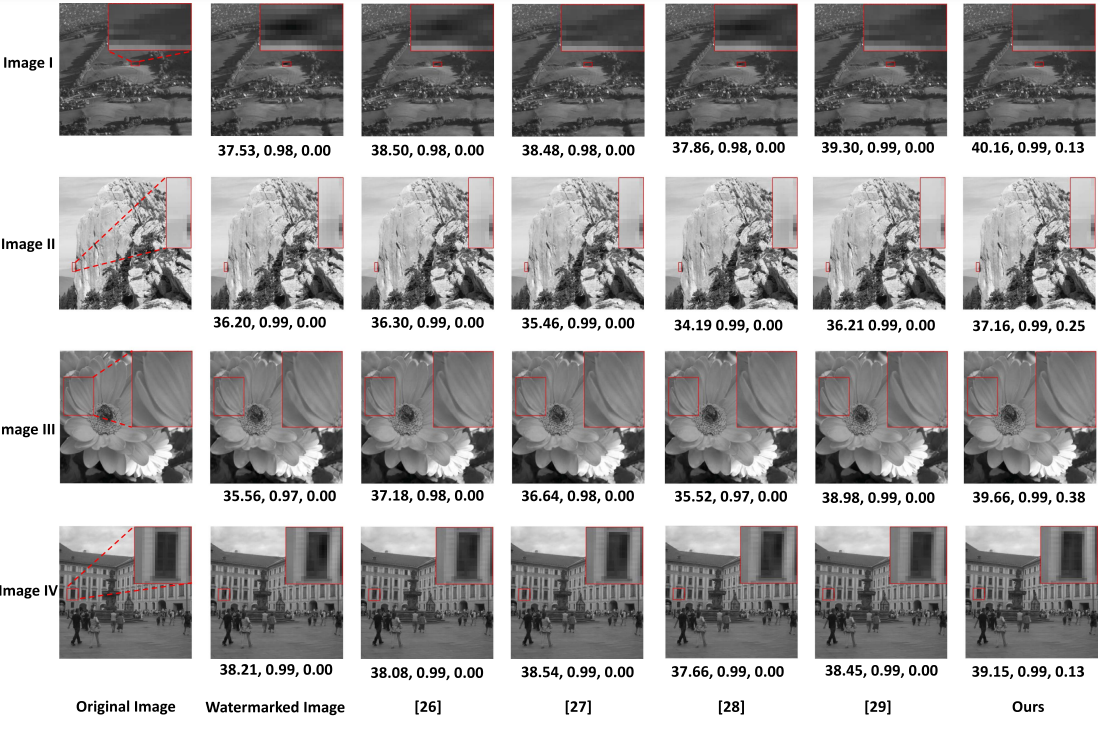 Image I
37.53, 0.98, 0.00
38.50, 0.98, 0.00
38.48, 0.98, 0.00
37.86, 0.98, 0.00
39.30, 0.99, 0.00
40.16, 0.99, 0.13
Image II
36.20, 0.99, 0.00
36.30, 0.99, 0.00
35.46, 0.99, 0.00
34.19 0.99, 0.00
36.21 0.99, 0.00
37.16, 0.99, 0.25
mage III
35.56, 0.97, 0.00
37.18, 0.98, 0.00
36.64, 0.98, 0.00
35.52, 0.97, 0.00
38.98, 0.99, 0.00
39.66, 0.99, 0.38
Image IV
38.21, 0.99, 0.00
38.08, 0.99, 0.00
38.54, 0.99, 0.00
37.66, 0.99, 0.00
38.45, 0.99, 0.00
39.15, 0.99, 0.13
Original Image
Watermarked Image
[26]
[27]
[28]
[29]
Ours